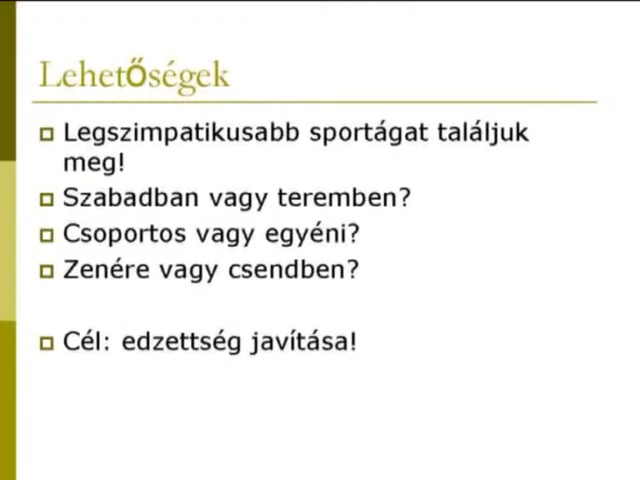 Lehetőségek
Legszimpatikusabb sportágat találjuk
meg!
Szabadban vagy teremben?
Csoportos vagy egyéni?
Zenére vagy csendben?
Cél: edzettség javítása!